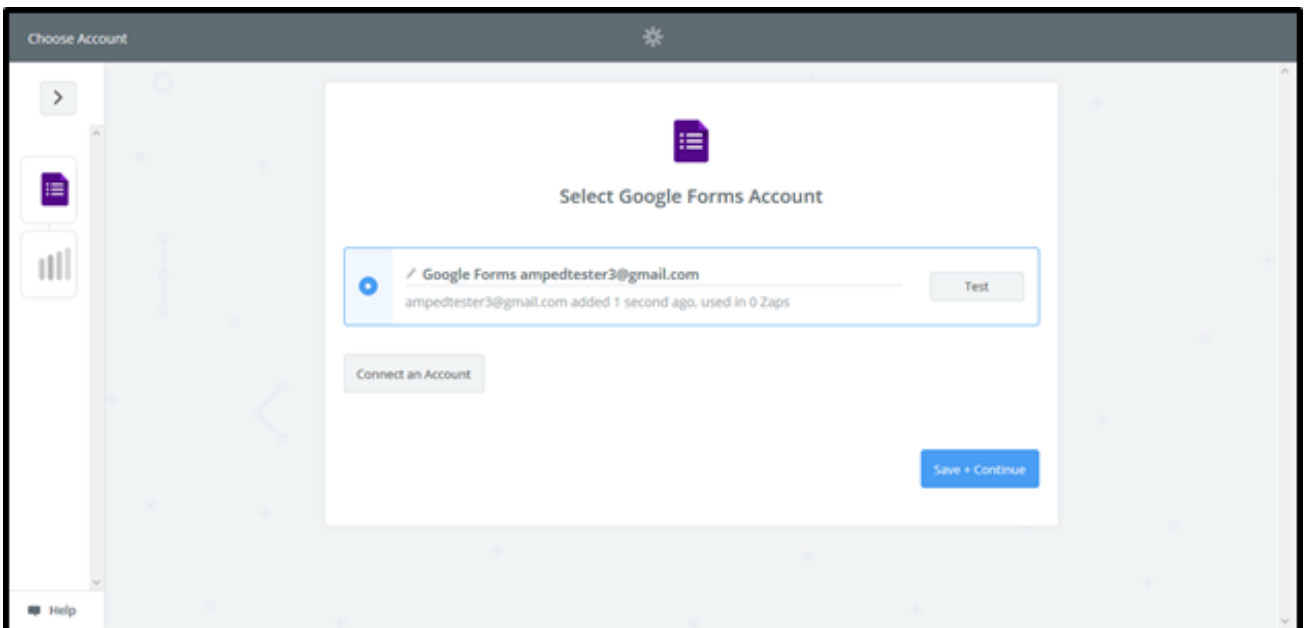 Choose Account
Select Google Forms Account
Google Forms ampedtester3@gmail.com
ampedtester3@gmail.com added 1 second ago, used in 0 Zaps
Test
Connect an Account
Save + Continue
Help